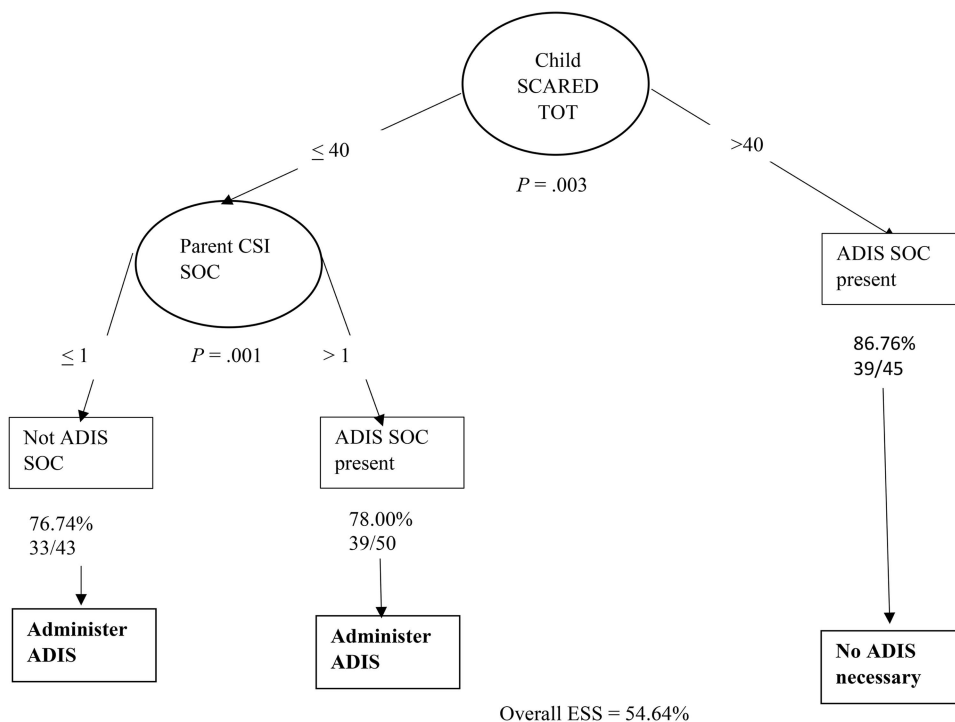 Child
SCARED
TOT
≤ 40
>40
P = .003
Parent CSI
SOC
ADIS SOC
present
≤ 1
P = .001
> 1
86.76%
39/45
Not ADIS
SOC
ADIS SOC
present
76.74%
33/43
78.00%
39/50
Administer
ADIS
Administer
ADIS
No ADIS
necessary
Overall ESS = 54.64%